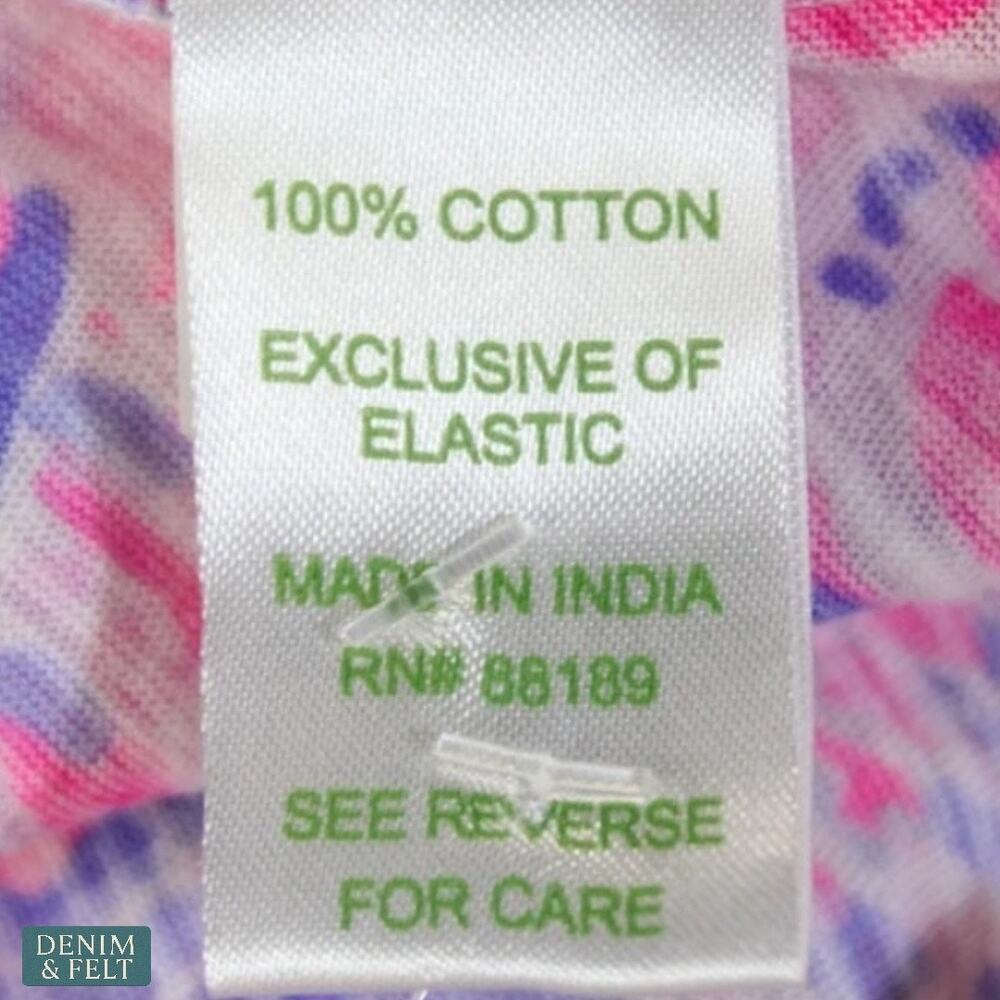 100% COTTON
EXCLUSIVE OF
ELASTIC
MADE IN INDIA
RN# 88189
SEE REVERSE
FOR CARE
DENIM
& FELT